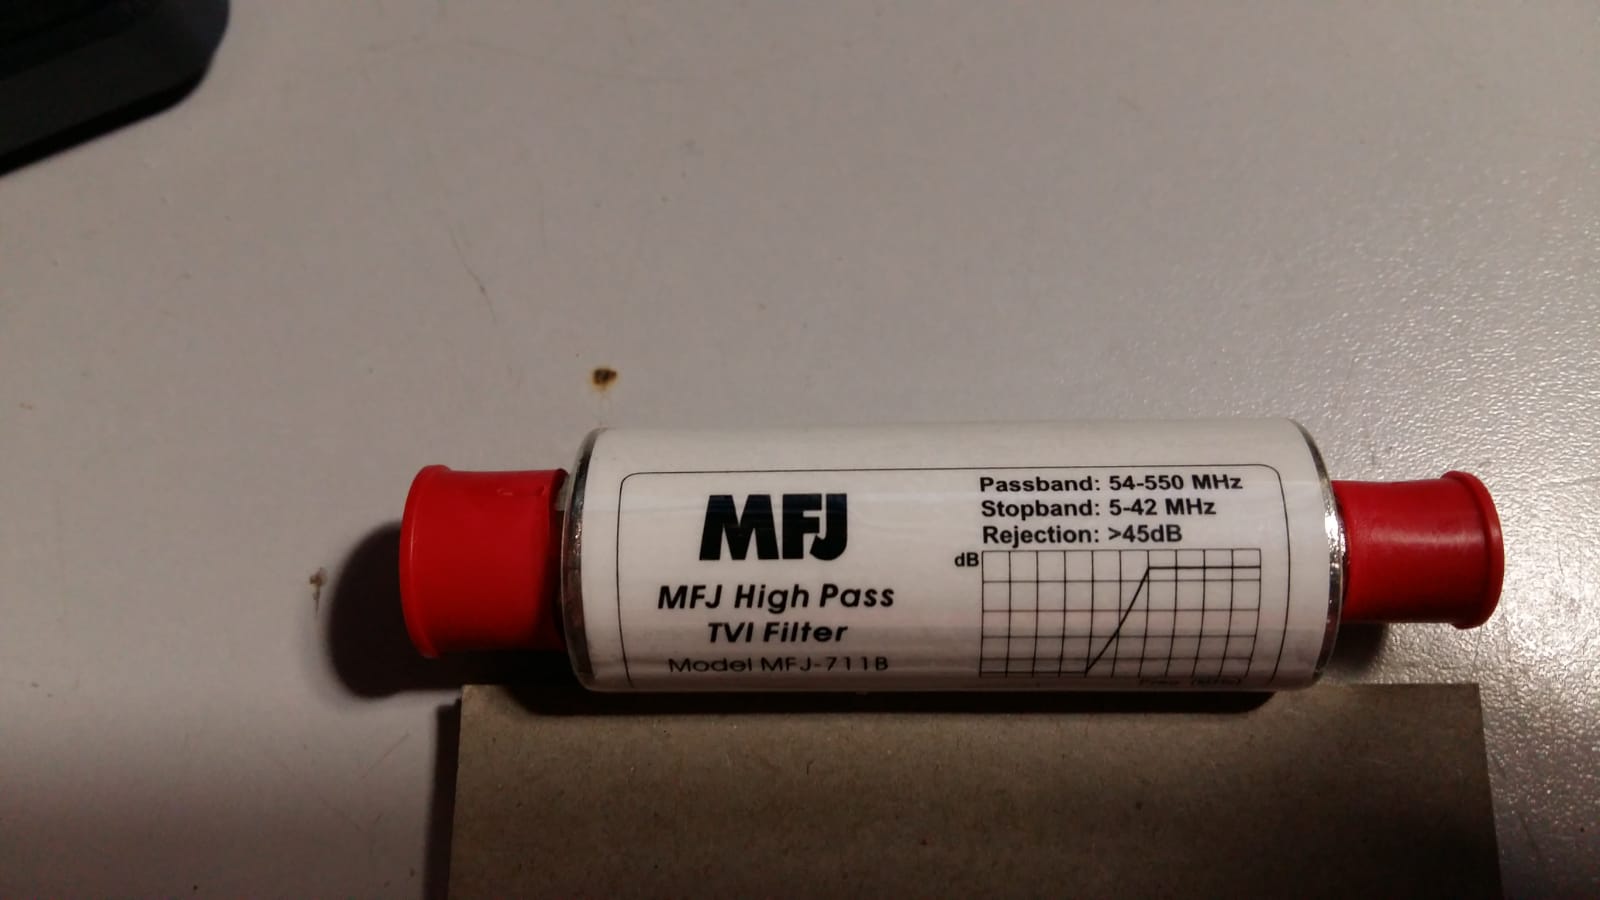 MFJ
MFJ High Pass
TVI Filter
Model MFJ-711B
Passband: 54-550 MHz
Stopband: 5-42 MHz
Rejection: >45dB
dB